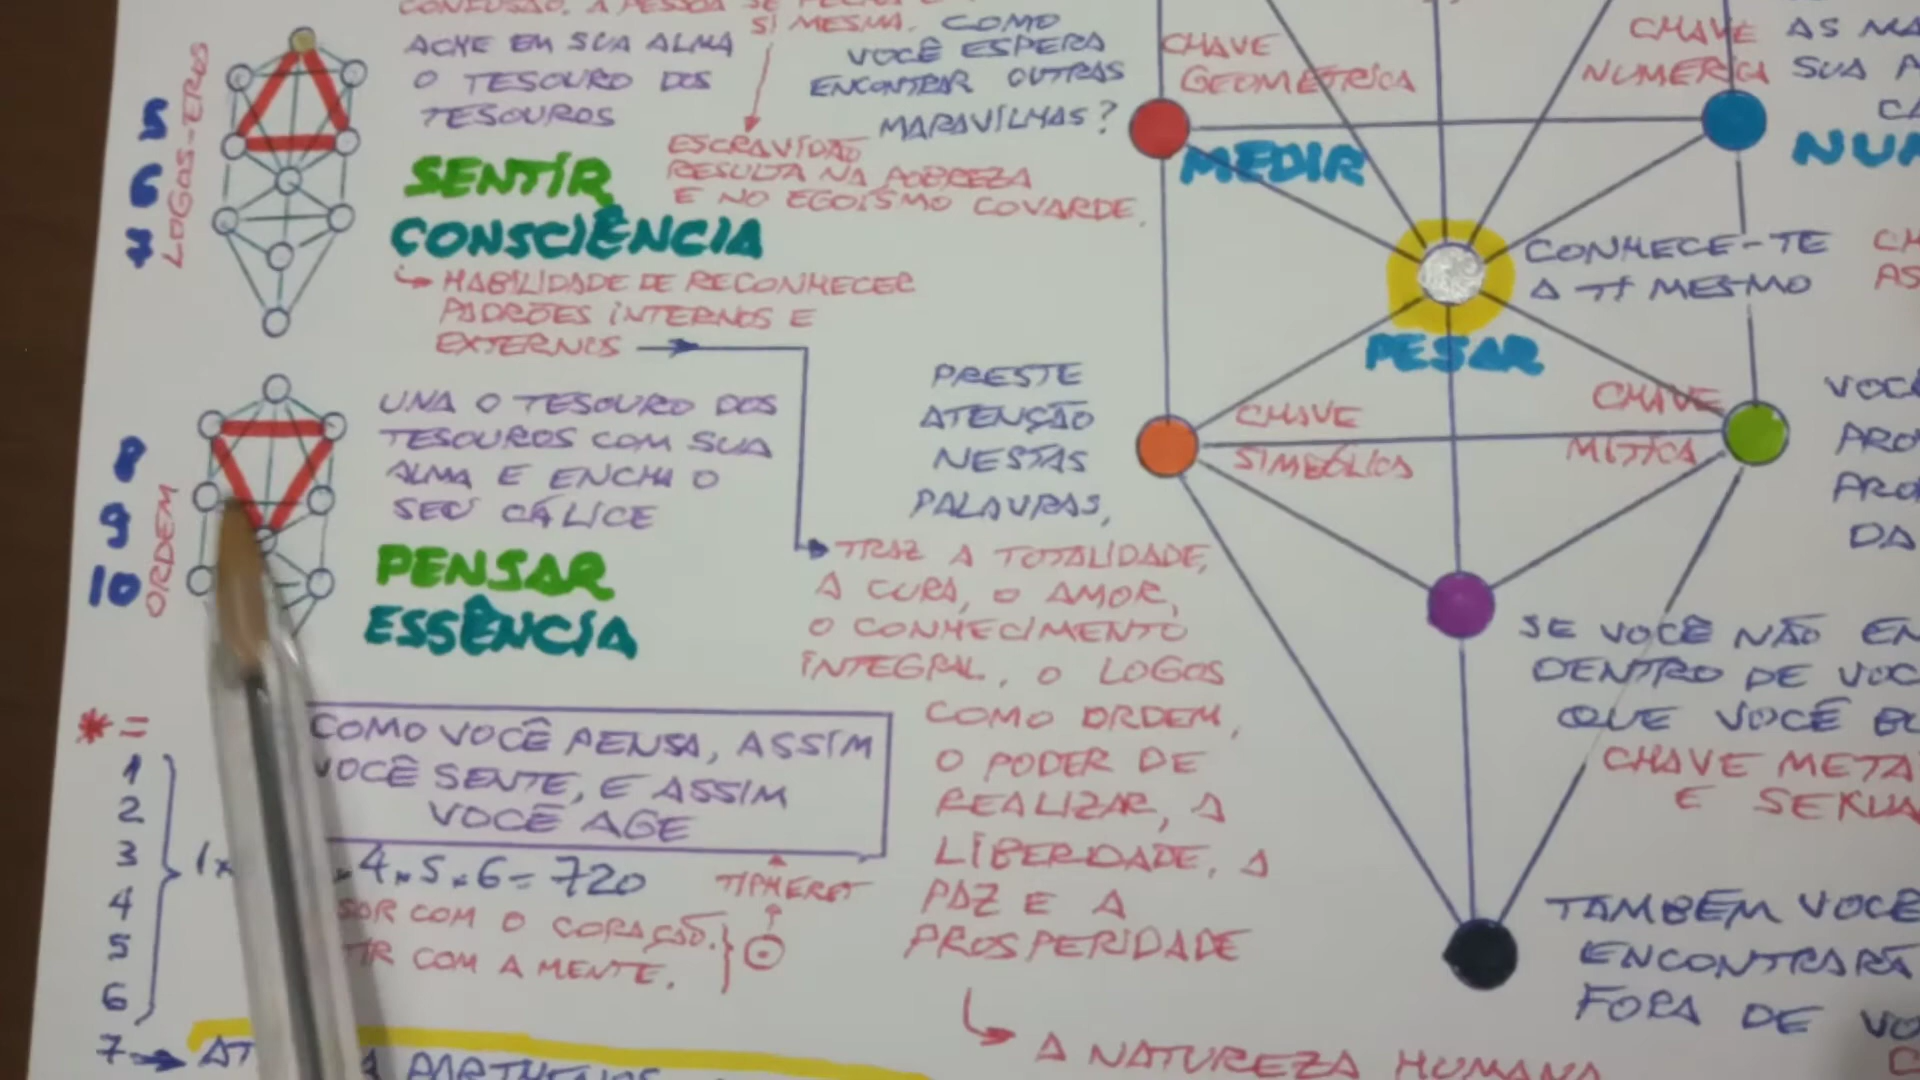 SI MESMA.
ACHE EM SUA ALMA
O TESOURO DOS
TESOUROS
COMO
VOCÊ ESPERA
ENCONTRAR OUTRAS
MARAVILHAS?
5
6
7
LOGOS-EROS
SENTIR
CONSCIÊNCIA
ESCRAVIDÃO
RESULTA NA POBREZA
E NO EGOÍSMO COVARDE.
HABILIDADE DE RECONHECER
PADRÕES INTERNOS E
EXTERNOS
8
9
10
ORDEM
UNA O TESOURO DOS
TESOUROS COM SUA
ALMA E ENCHA O
SEU CÁLICE
PENSAR
ESSÊNCIA
PRESTE
ATENÇÃO
NESTAS
PALAVRAS,
TRAZ A TOTALIDADE,
A CURA, O AMOR,
O CONHECIMENTO
INTEGRAL, O LOGOS
COMO ORDEM,
O PODER DE
REALIZAR, A
LIBERDADE, A
PAZ E A
PROSPERIDADE
A NATUREZA HUMANA
* =
1
2
3
4
5
6
7
COMO VOCÊ PENSA, ASSIM
VOCÊ SENTE, E ASSIM
VOCÊ AGE
1x
x4x5x6=720
TIPHERET
COM O CORAÇÃO.
COM A MENTE.
PARTHENOS
CHAVE
GEOMÉTRICA
CHAVE
NUMÉRICA
MEDIR
CONHECE-TE
A TI MESMO
PESAR
CHAVE
SIMBÓLICA
CHAVE
MÍTICA
SE VOCÊ NÃO
DENTRO DE
QUE VOCÊ
CHAVE
E
TAMBÉM VOCÊ
ENCONTRARÁ
FORA DE
AS
SUA
DA